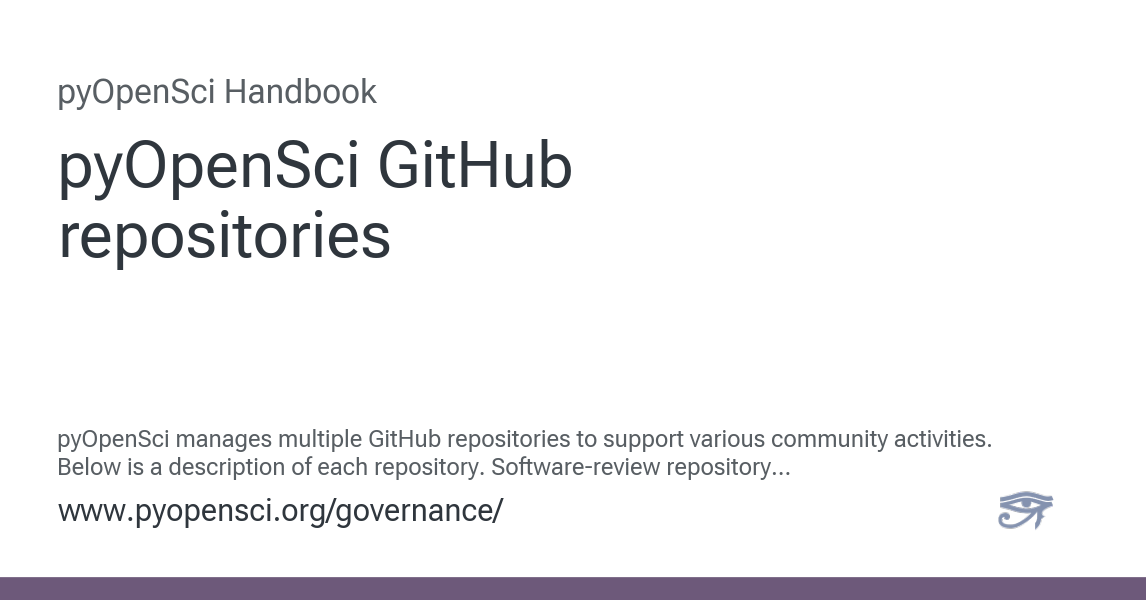 pyOpenSci Handbook
pyOpenSci GitHub
repositories
pyOpenSci manages multiple GitHub repositories to support various community activities.
Below is a description of each repository. Software-review repository...
www.pyopensci.org/governance/